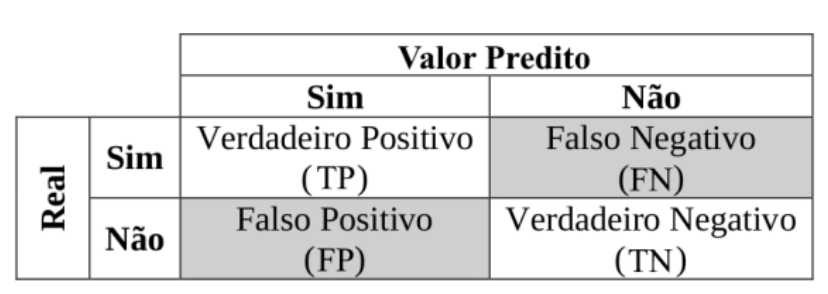 Valor Predito
Sim Não
Real
Sim
Verdadeiro Positivo
(TP)
Falso Negativo
(FN)
Não
Falso Positivo
(FP)
Verdadeiro Negativo
(TN)